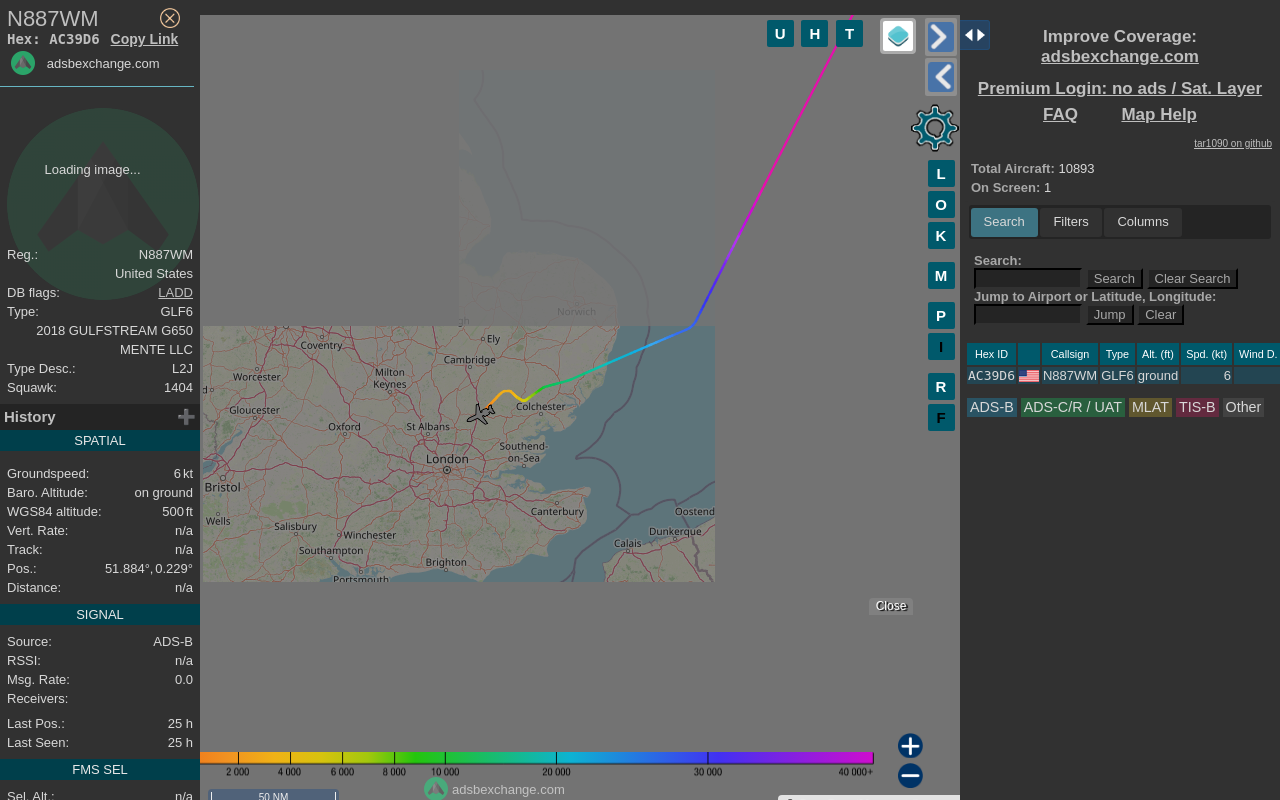 N887WM
Hex: AC39D6 Copy Link
adsbexchange.com
Loading image...
Reg.: N887WM
United States
DB flags: LADD
Type: GLF6
2018 GULFSTREAM G650
MENTE LLC
Type Desc.: L2J
Squawk: 1404
History
SPATIAL
Groundspeed: 6 kt
Baro. Altitude: on ground
WGS84 altitude: 500 ft
Vert. Rate: n/a
Track: n/a
Pos.: 51.884°, 0.229°
Distance: n/a
SIGNAL
Source: ADS-B
RSSI: n/a
Msg. Rate: 0.0
Receivers:
Last Pos.: 25 h
Last Seen: 25 h
FMS SEL
Sel. Alt.: n/a
U H T
L
O
K
M
P
I
R
F
Norwich
Ely
Coventry
Cambridge
Worcester
Milton
Keynes
Gloucester
Colchester
Oxford
St Albans
Southend-
on-Sea
London
Bristol
Wells
Salisbury
Winchester
Canterbury
Oostend
Dunkerque
Calais
Southampton
Brighton
Portsmouth
Close
2 000 4 000 6 000 8 000 10 000 20 000 30 000 40 000+
50 NM
adsbexchange.com
Improve Coverage:
adsbexchange.com
Premium Login: no ads / Sat. Layer
FAQ Map Help
tar1090 on github
Total Aircraft: 10893
On Screen: 1
Search Filters Columns
Search:
Search Clear Search
Jump to Airport or Latitude, Longitude:
Jump Clear
Hex ID Callsign Type Alt. (ft) Spd. (kt) Wind D.
AC39D6 N887WM GLF6 ground 6
ADS-B ADS-C/R / UAT MLAT TIS-B Other